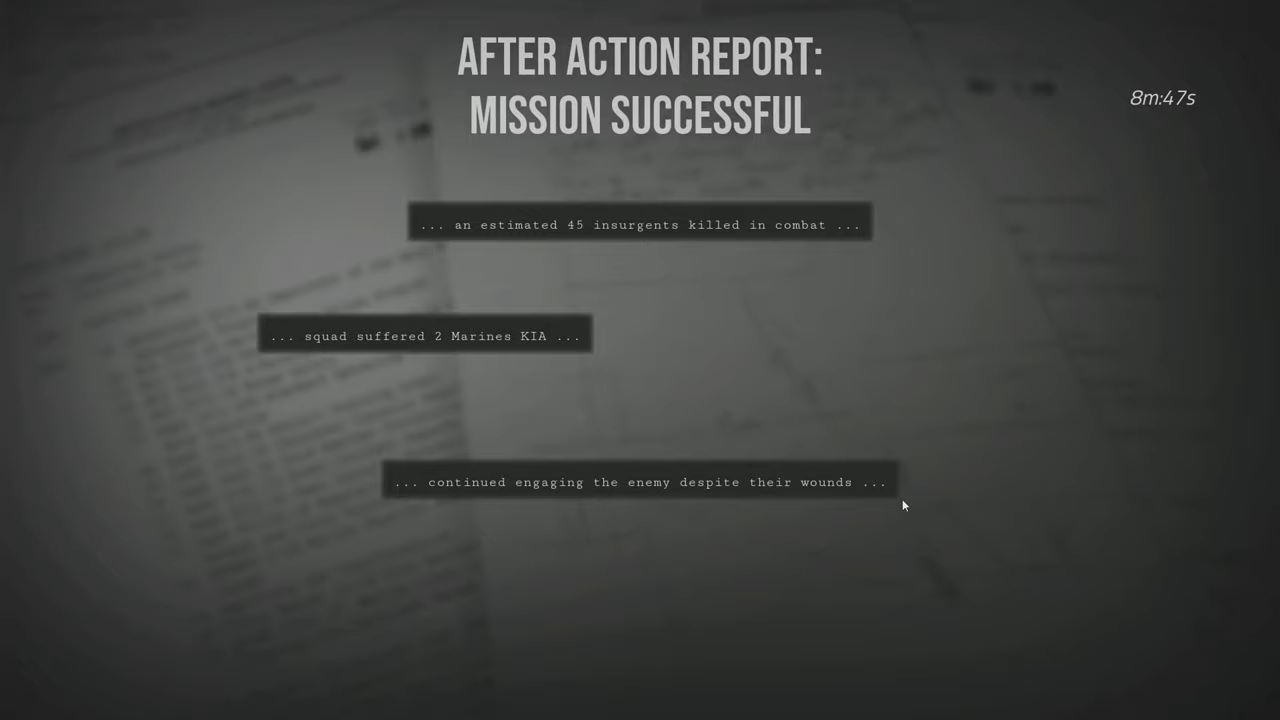 AFTER ACTION REPORT:
MISSION SUCCESSFUL
8m:47s
... an estimated 45 insurgents killed in combat ...
... squad suffered 2 Marines KIA ...
... continued engaging the enemy despite their wounds ...